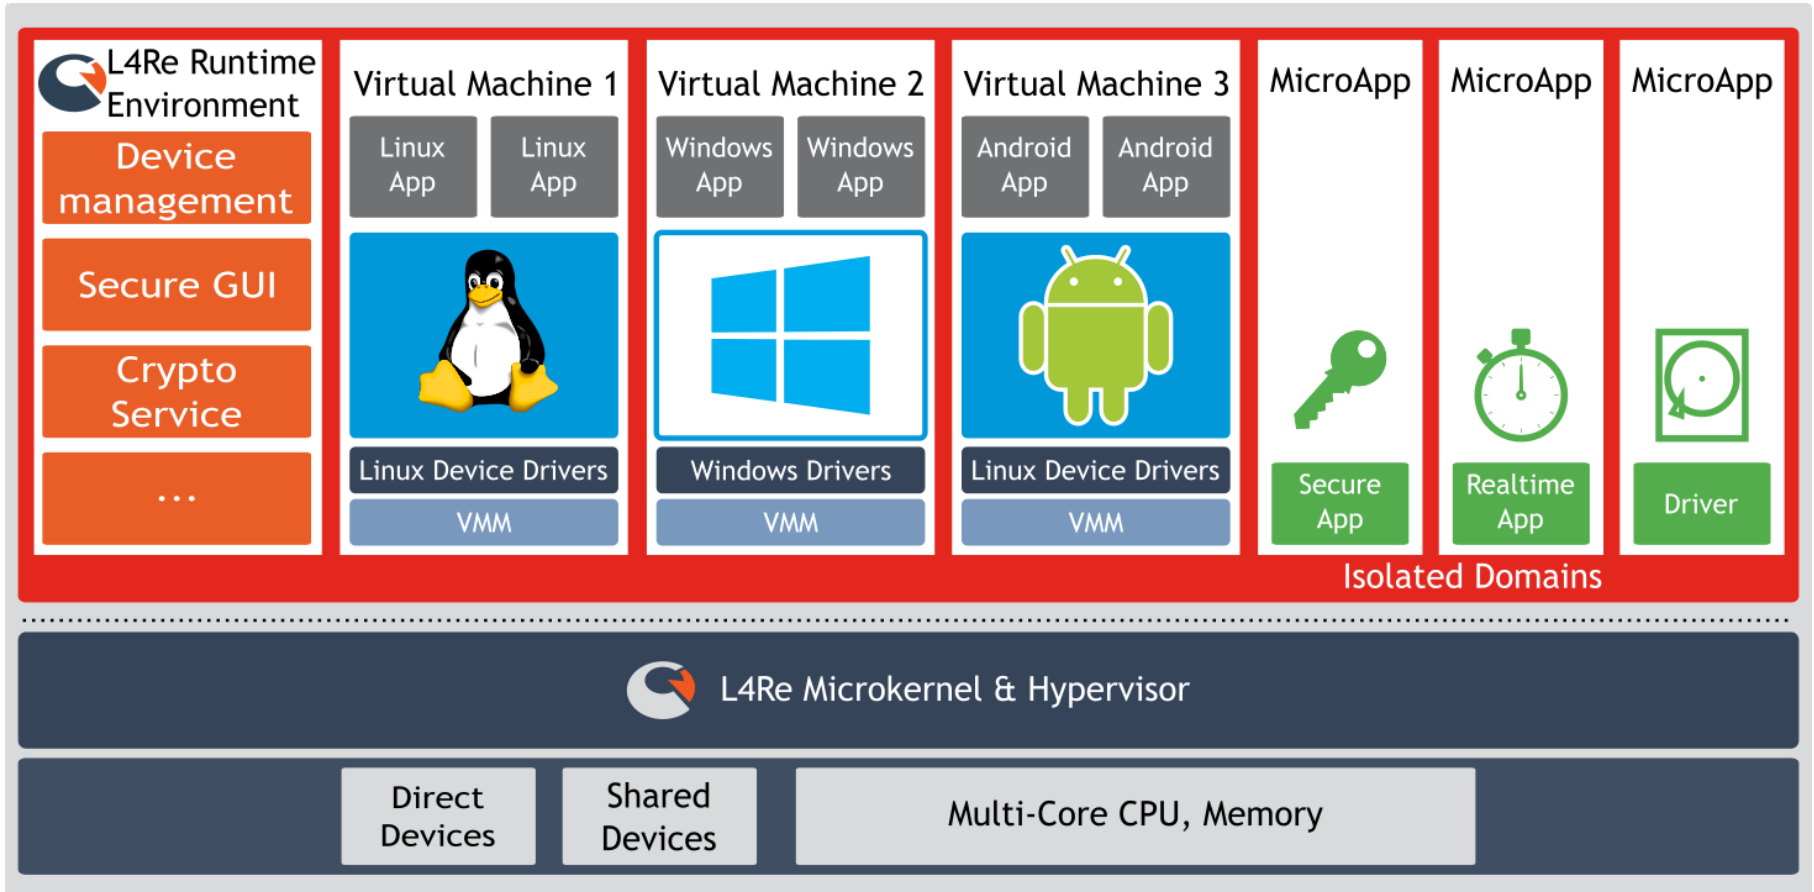 L4Re Runtime
Environment
Device
management
Secure GUI
Crypto
Service
...
Virtual Machine 1
Linux
App
Linux
App
Linux Device Drivers
VMM
Virtual Machine 2
Windows
App
Windows
App
Windows Drivers
VMM
Virtual Machine 3
Android
App
Android
App
Linux Device Drivers
VMM
MicroApp
Secure
App
MicroApp
Realtime
App
MicroApp
Driver
Isolated Domains
L4Re Microkernel & Hypervisor
Direct
Devices
Shared
Devices
Multi-Core CPU, Memory